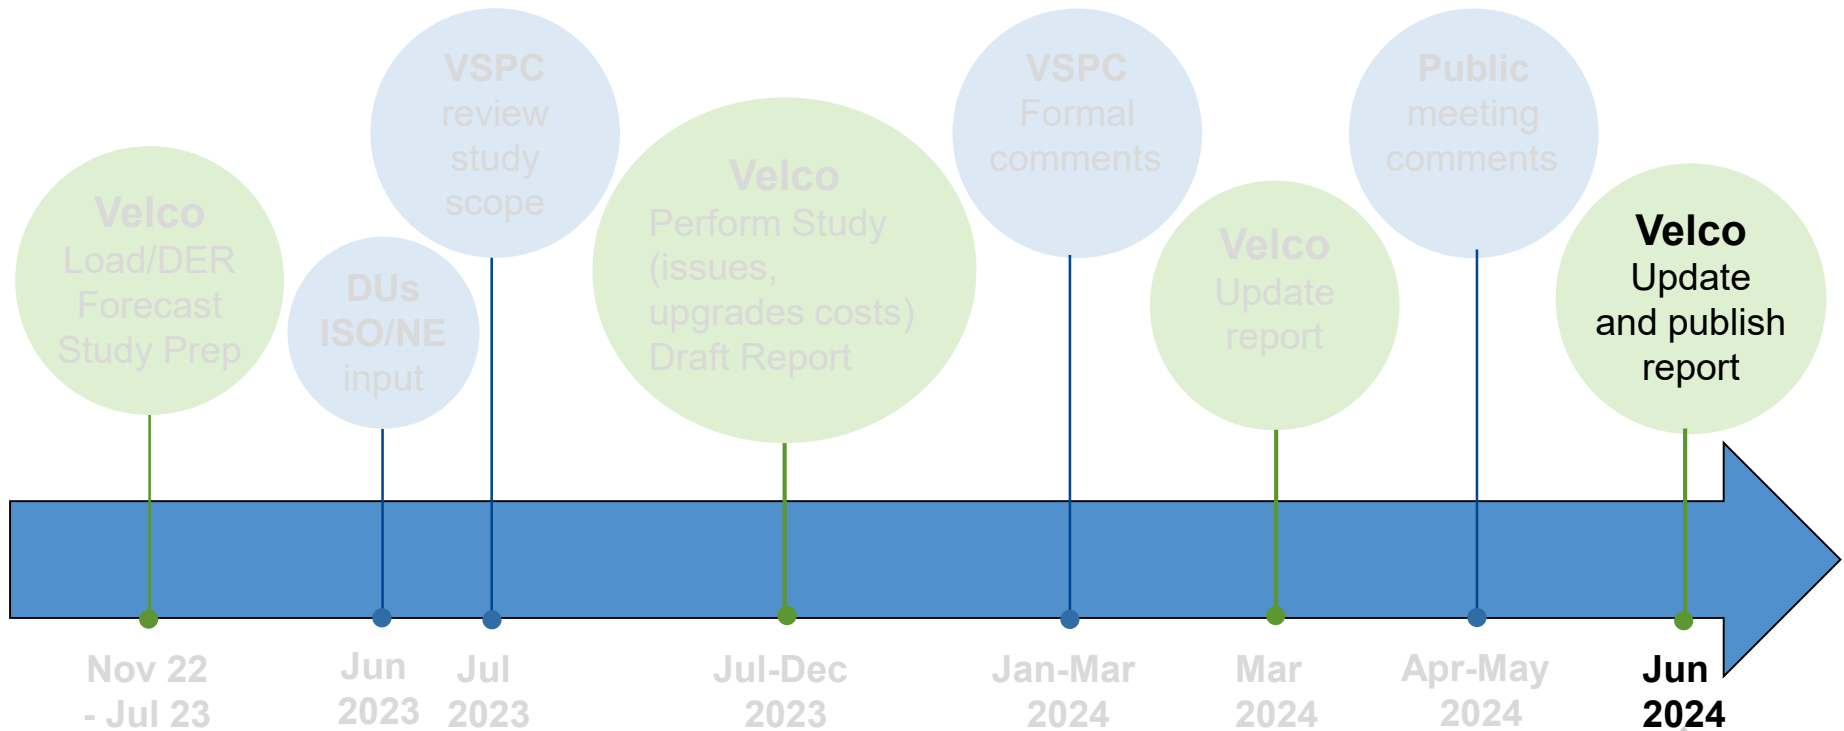 Velco
Load/DER
Forecast
Study Prep
DUs
ISO/NE
input
VSPC
review
study
scope
Velco
Perform Study
(issues,
upgrades costs)
Draft Report
VSPC
Formal
comments
Velco
Update
report
Public
meeting
comments
Velco
Update
and publish
report
Nov 22
- Jul 23
Jun
2023
Jul
2023
Jul-Dec
2023
Jan-Mar
2024
Mar
2024
Apr-May
2024
Jun
2024